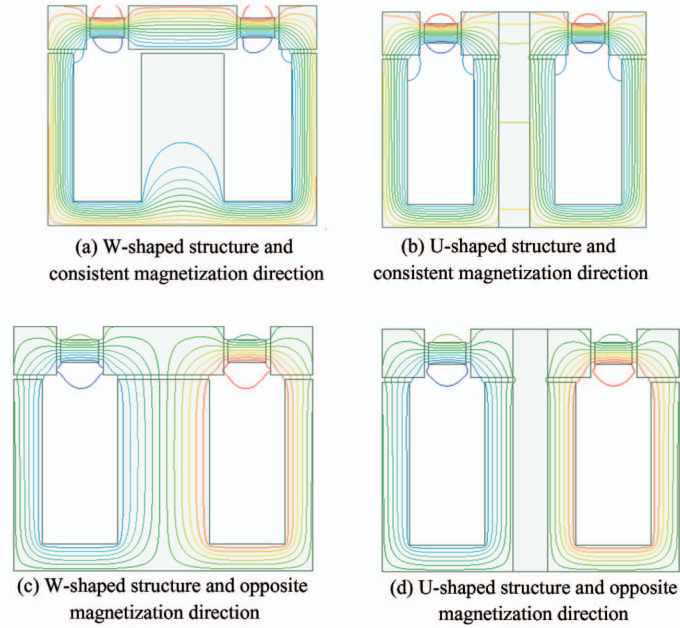 (a) W-shaped structure and
consistent magnetization direction
(b) U-shaped structure and
consistent magnetization direction
(c) W-shaped structure and opposite
magnetization direction
(d) U-shaped structure and opposite
magnetization direction